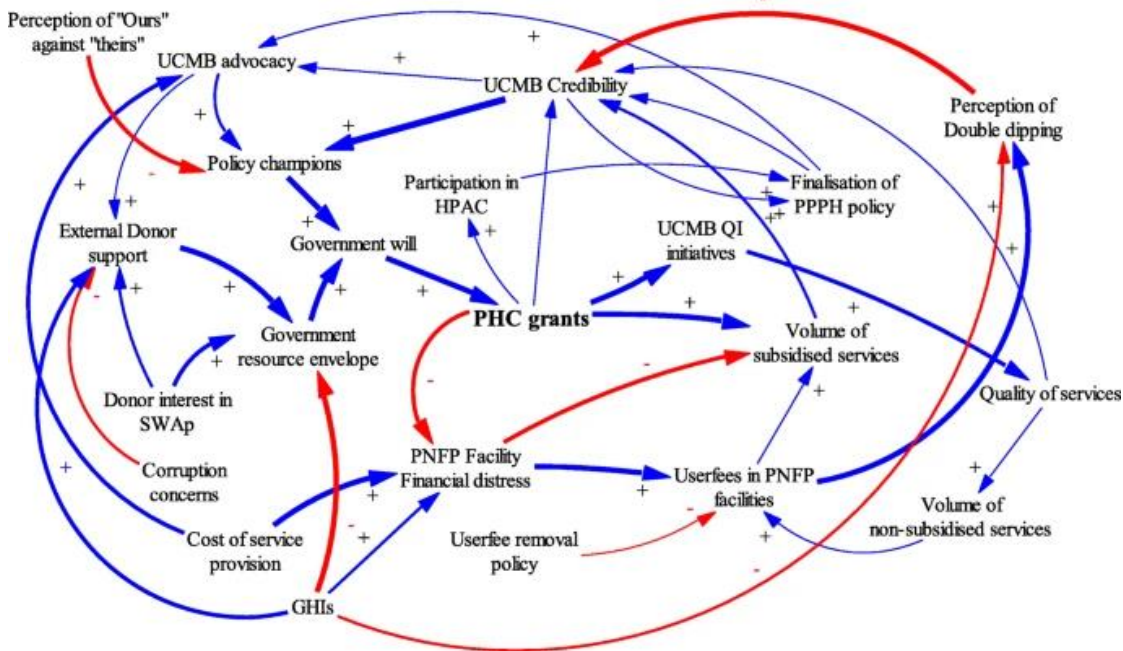 Perception of "Ours"
against "theirs"
UCMB advocacy
+
+
UCMB Credibility
Perception of
Double dipping
+
+
Policy champions
-
Participation in
HPAC
Finalisation of
PPPH policy
+
+
+
+
+
External Donor
support
+
Government will
+
UCMB QI
initiatives
+
-
+
+
+
+
+
+
+
PHC grants
Government
resource envelope
+
Volume of
subsidised services
Donor interest in
SWAp
-
-
+
Quality of services
+
Corruption
concerns
PNFP Facility
Financial distress
Userfees in PNFP
facilities
+
+
+
Volume of
non-subsidised services
Cost of service
provision
-
+
Userfee removal
policy
-
+
-
GHIs